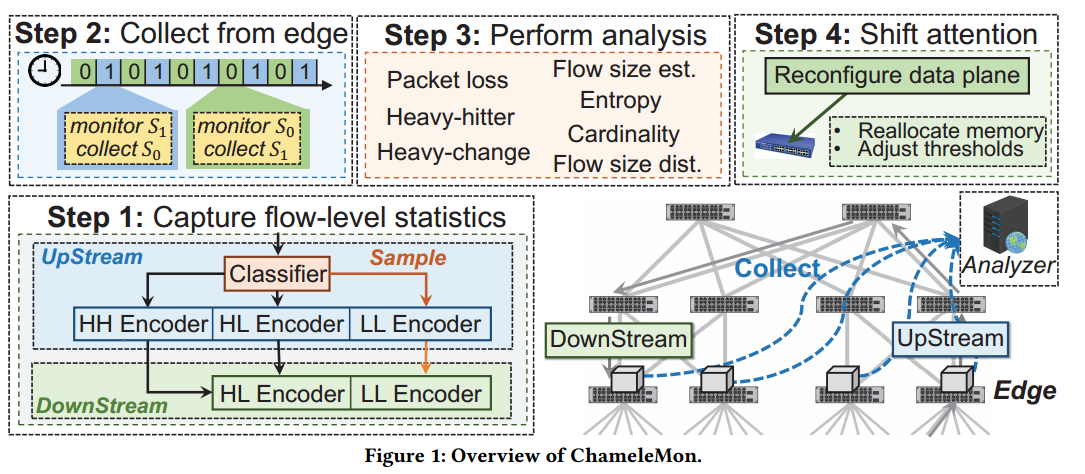 Step 2: Collect from edge
0 1 0 1 0 1 0 1 0 1
monitor S₁
collect S₀
monitor S₀
collect S₁
Step 3: Perform analysis
Packet loss
Heavy-hitter
Heavy-change
Flow size est.
Entropy
Cardinality
Flow size dist.
Step 4: Shift attention
Reconfigure data plane
• Reallocate memory
• Adjust thresholds
Step 1: Capture flow-level statistics
UpStream
Classifier
Sample
HH Encoder HL Encoder LL Encoder
HL Encoder LL Encoder
DownStream
Collect
Analyzer
DownStream
UpStream
Edge
Figure 1: Overview of ChameleMon.